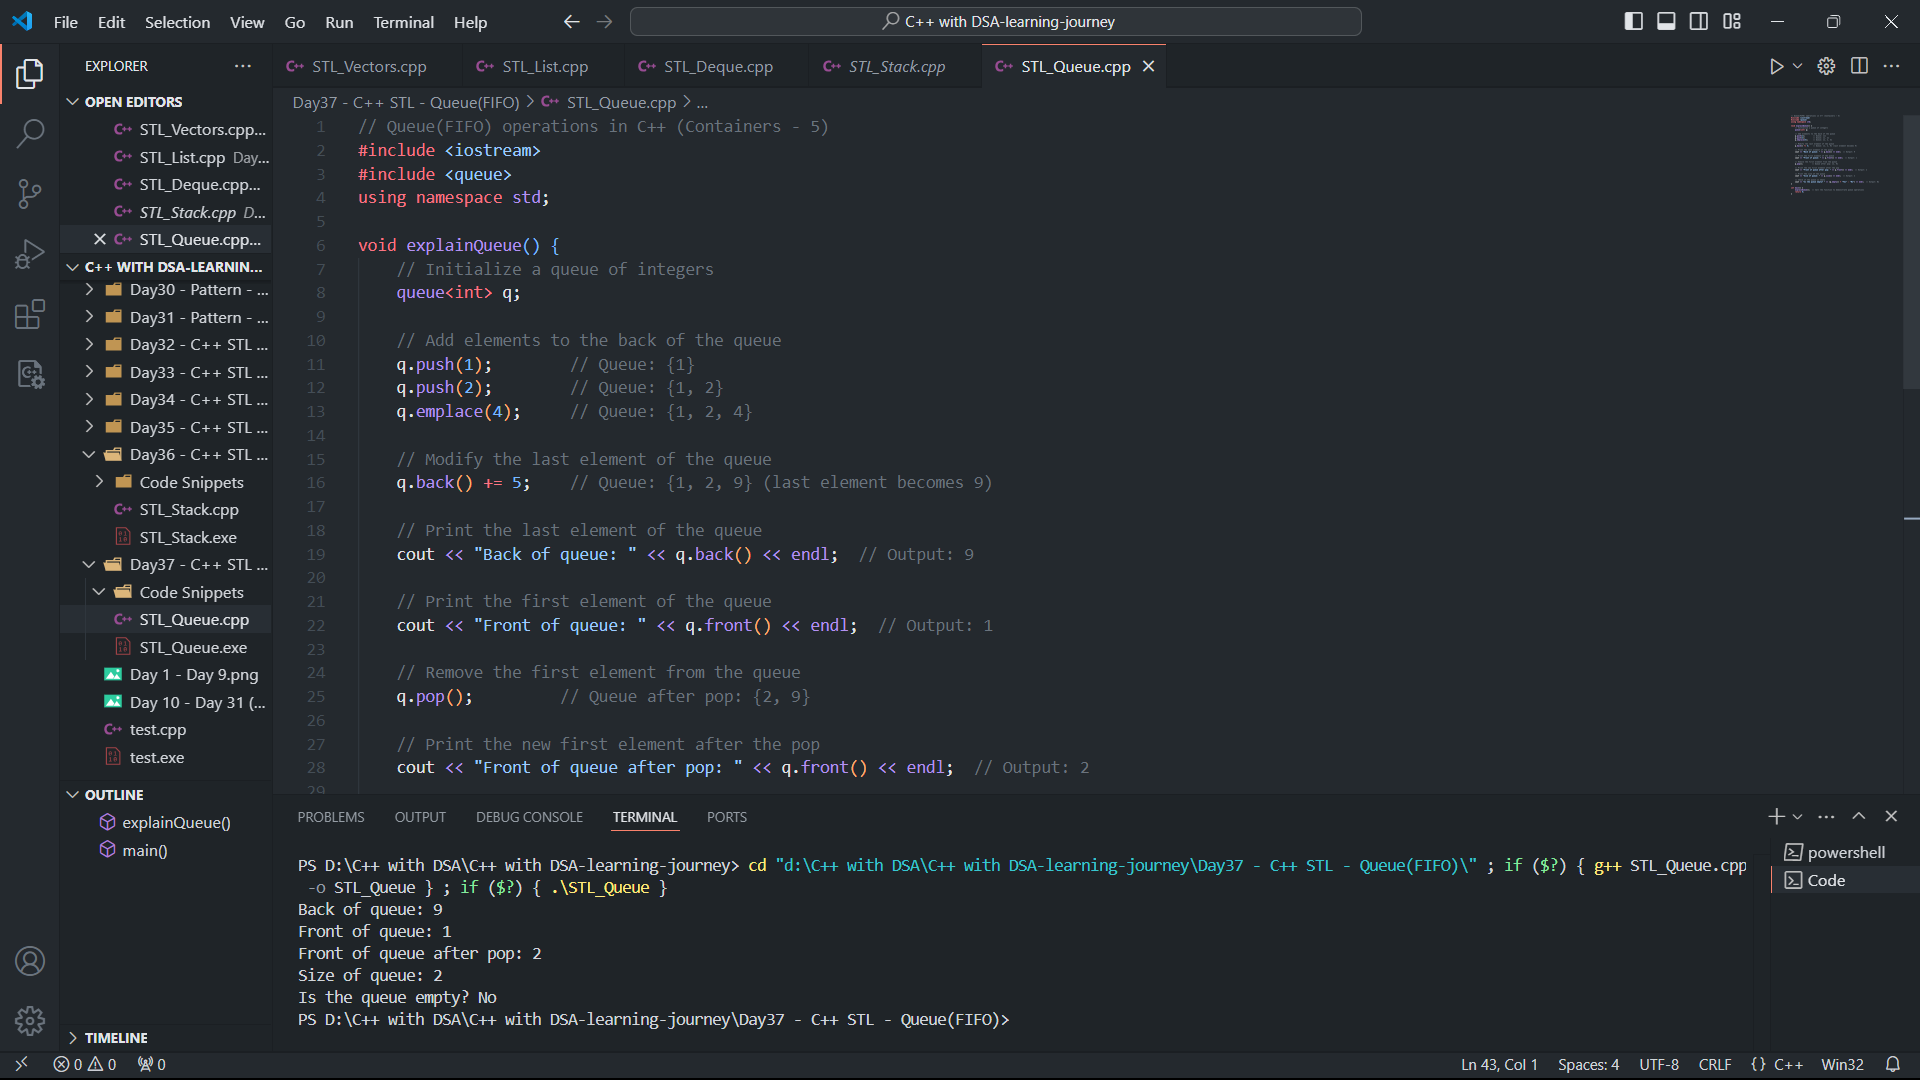 File Edit Selection View Go Run Terminal Help
C++ with DSA-learning-journey
EXPLORER
OPEN EDITORS
STL_Vectors.cpp...
STL_List.cpp Day...
STL_Deque.cpp...
STL_Stack.cpp D...
STL_Queue.cpp...
C++ WITH DSA-LEARNIN...
Day30 - Pattern - ...
Day31 - Pattern - ...
Day32 - C++ STL ...
Day33 - C++ STL ...
Day34 - C++ STL ...
Day35 - C++ STL ...
Day36 - C++ STL ...
Code Snippets
STL_Stack.cpp
STL_Stack.exe
Day37 - C++ STL ...
Code Snippets
STL_Queue.cpp
STL_Queue.exe
Day 1 - Day 9.png
Day 10 - Day 31 (...
test.cpp
test.exe
OUTLINE
explainQueue()
main()
TIMELINE
STL_Vectors.cpp STL_List.cpp STL_Deque.cpp STL_Stack.cpp STL_Queue.cpp
Day37 - C++ STL - Queue(FIFO) > STL_Queue.cpp > ...
1 // Queue(FIFO) operations in C++ (Containers - 5)
2 #include <iostream>
3 #include <queue>
4 using namespace std;
5
6 void explainQueue() {
7 // Initialize a queue of integers
8 queue<int> q;
9
10 // Add elements to the back of the queue
11 q.push(1); // Queue: {1}
12 q.push(2); // Queue: {1, 2}
13 q.emplace(4); // Queue: {1, 2, 4}
14
15 // Modify the last element of the queue
16 q.back() += 5; // Queue: {1, 2, 9} (last element becomes 9)
17
18 // Print the last element of the queue
19 cout << "Back of queue: " << q.back() << endl; // Output: 9
20
21 // Print the first element of the queue
22 cout << "Front of queue: " << q.front() << endl; // Output: 1
23
24 // Remove the first element from the queue
25 q.pop(); // Queue after pop: {2, 9}
26
27 // Print the new first element after the pop
28 cout << "Front of queue after pop: " << q.front() << endl; // Output: 2
29
PROBLEMS OUTPUT DEBUG CONSOLE TERMINAL PORTS
PS D:\C++ with DSA\C++ with DSA-learning-journey> cd "d:\C++ with DSA\C++ with DSA-learning-journey\Day37 - C++ STL - Queue(FIFO)\" ; if ($?) { g++ STL_Queue.cpp
-o STL_Queue } ; if ($?) { .\STL_Queue }
Back of queue: 9
Front of queue: 1
Front of queue after pop: 2
Size of queue: 2
Is the queue empty? No
PS D:\C++ with DSA\C++ with DSA-learning-journey\Day37 - C++ STL - Queue(FIFO)>
powershell
Code
0 0 0
Ln 43, Col 1 Spaces: 4 UTF-8 CRLF {} C++ Win32